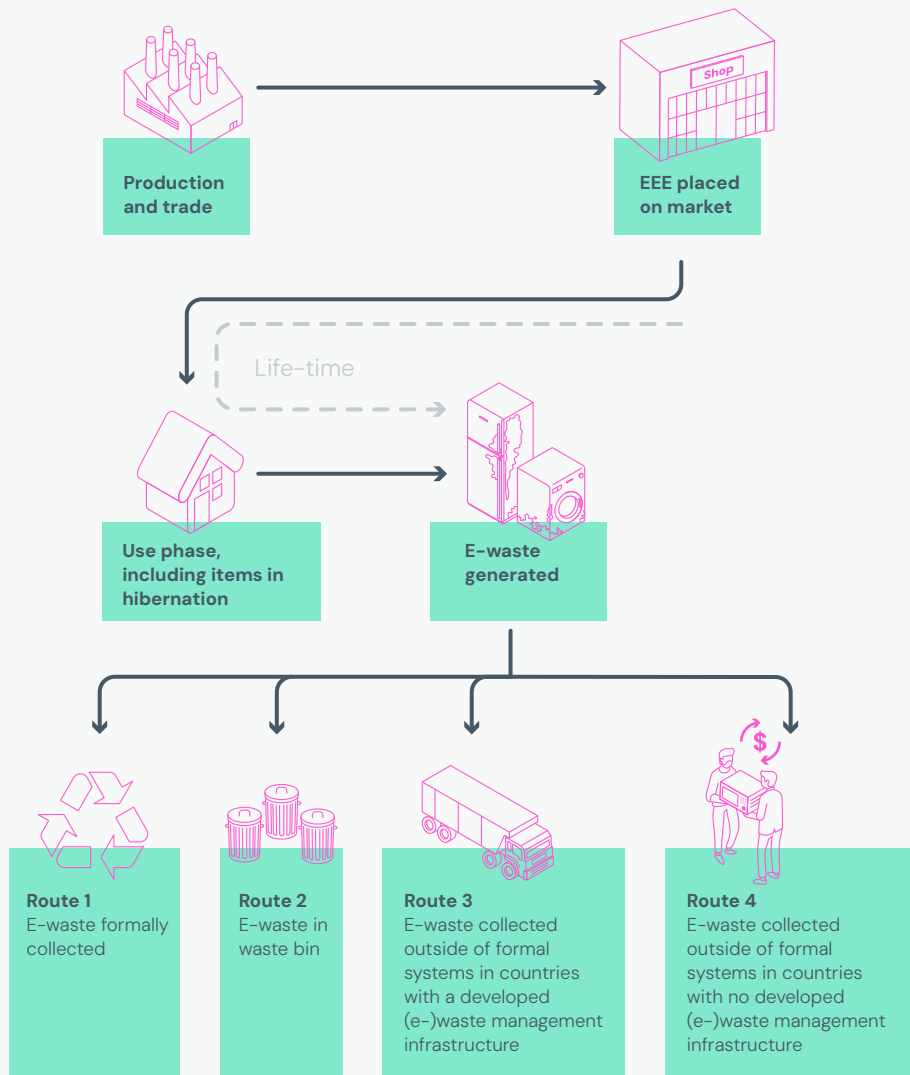 Shop
Production
and trade
EEE placed
on market
Life-time
Use phase,
including items in
hibernation
E-waste
generated
$
Route 1
E-waste formally
collected
Route 2
E-waste in
waste bin
Route 3
E-waste collected
outside of formal
systems in countries
with a developed
(e-)waste management
infrastructure
Route 4
E-waste collected
outside of formal
systems in countries
with no developed
(e-)waste management
infrastructure